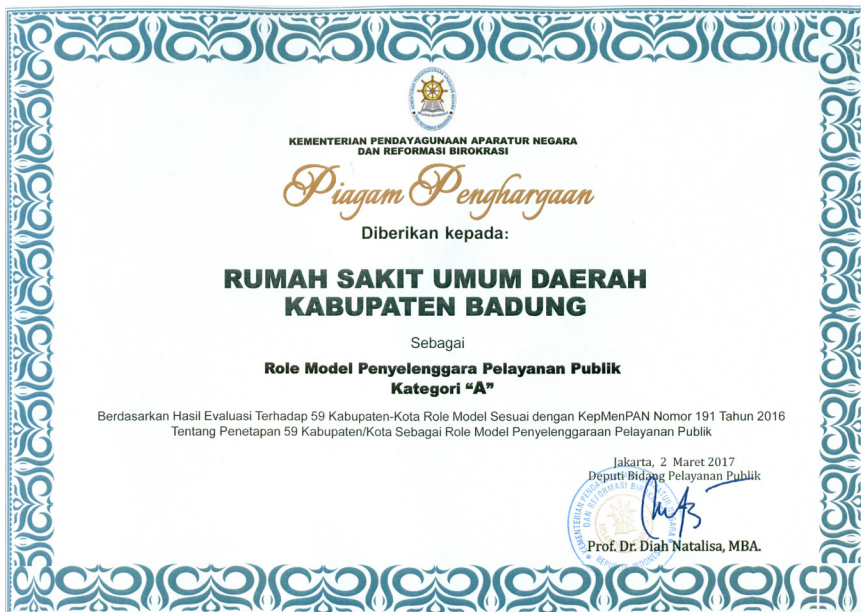 KEMENTERIAN PENDAYAGUNAAN APARATUR NEGARA
DAN REFORMASI BIROKRASI
Piagam Penghargaan
Diberikan kepada:
RUMAH SAKIT UMUM DAERAH
KABUPATEN BADUNG
Sebagai
Role Model Penyelenggara Pelayanan Publik
Kategori “A”
Berdasarkan Hasil Evaluasi Terhadap 59 Kabupaten-Kota Role Model Sesuai dengan KepMenPAN Nomor 191 Tahun 2016
Tentang Penetapan 59 Kabupaten/Kota Sebagai Role Model Penyelenggaraan Pelayanan Publik
Jakarta, 2 Maret 2017
Deputi Bidang Pelayanan Publik
Prof. Dr. Diah Natalisa, MBA.